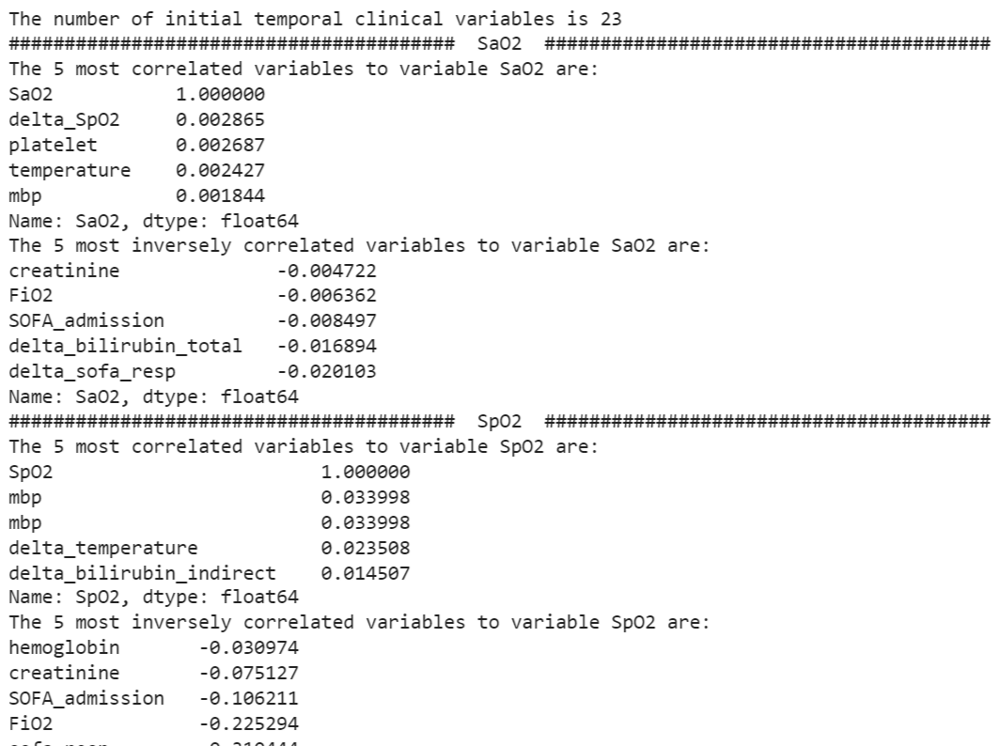 The number of initial temporal clinical variables is 23
######################################## SaO2 ########################################
The 5 most correlated variables to variable SaO2 are:
SaO2 1.000000
delta_SpO2 0.002865
platelet 0.002687
temperature 0.002427
mbp 0.001844
Name: SaO2, dtype: float64
The 5 most inversely correlated variables to variable SaO2 are:
creatinine -0.004722
FiO2 -0.006362
SOFA_admission -0.008497
delta_bilirubin_total -0.016894
delta_sofa_resp -0.020103
Name: SaO2, dtype: float64
######################################## SpO2 ########################################
The 5 most correlated variables to variable SpO2 are:
SpO2 1.000000
mbp 0.033998
mbp 0.033998
delta_temperature 0.023508
delta_bilirubin_indirect 0.014507
Name: SpO2, dtype: float64
The 5 most inversely correlated variables to variable SpO2 are:
hemoglobin -0.030974
creatinine -0.075127
SOFA_admission -0.106211
FiO2 -0.225294